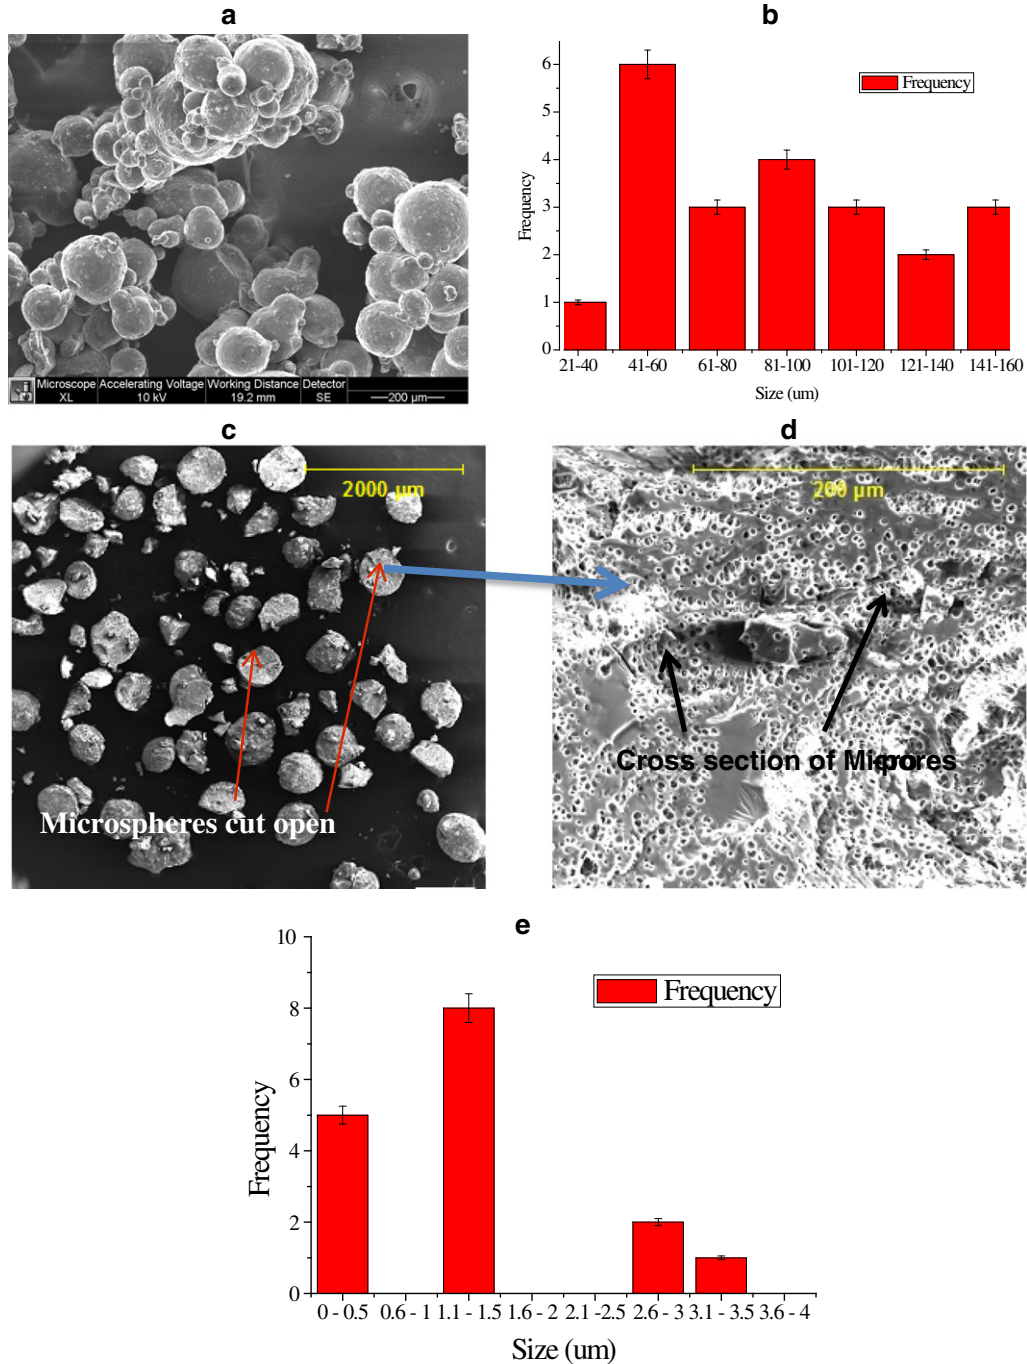 a
Microscope Accelerating Voltage Working Distance Detector
XL 10 kV 19.2 mm SE 200 µm
b
Frequency
6
5
4
3
2
1
0
Frequency
21-40 41-60 61-80 81-100 101-120 121-140 141-160
Size (um)
c
2000 µm
Microspheres cut open
d
200 µm
Cross section of Micropores
e
Frequency
10
8
6
4
2
0
Frequency
0 - 0.5 0.6 - 1 1.1 - 1.5 1.6 - 2 2.1 -2.5 2.6 - 3 3.1 - 3.5 3.6 - 4
Size (um)